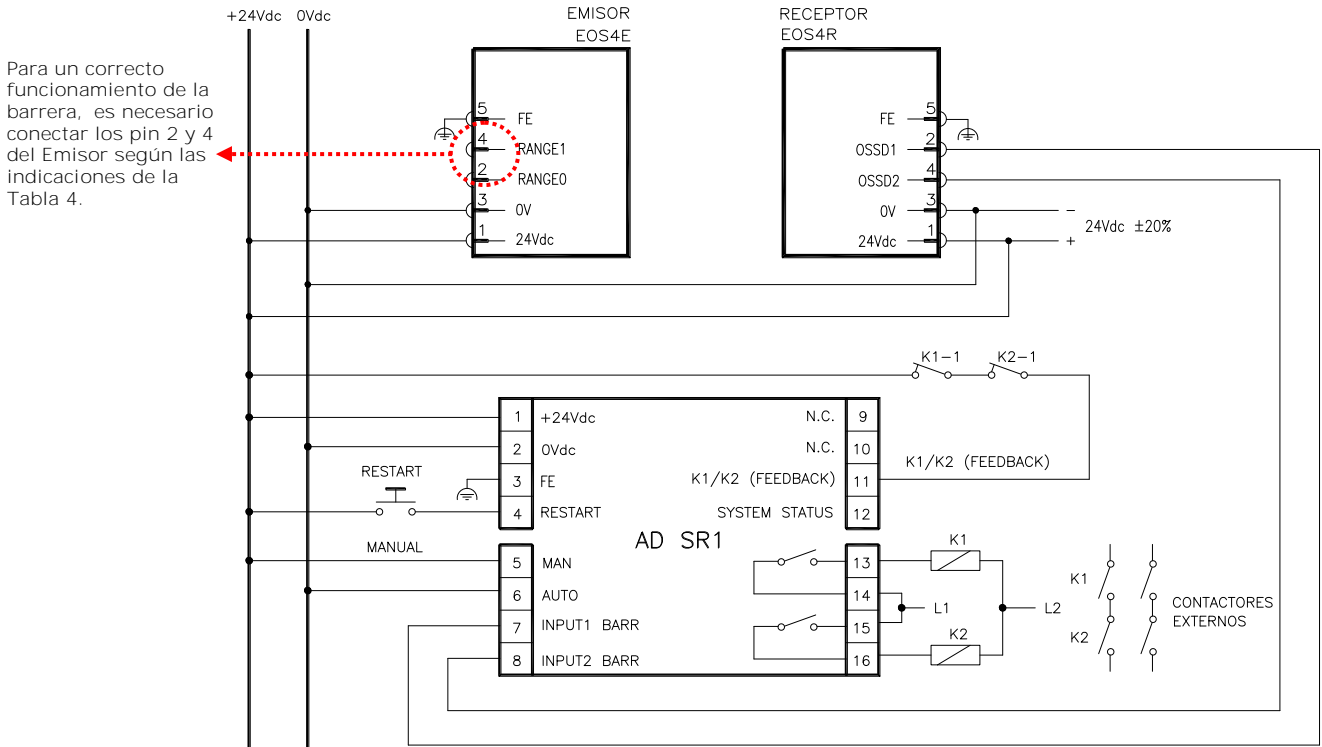 +24Vdc 0Vdc
EMISOR
EOS4E
RECEPTOR
EOS4R
Para un correcto
funcionamiento de la
barrera, es necesario
conectar los pin 2 y 4
del Emisor según las
indicaciones de la
Tabla 4.
5 FE
4 RANGE1
2 RANGE0
3 0V
1 24Vdc
FE 5
OSSD1 2
OSSD2 4
0V 3
24Vdc 1
−
24Vdc ±20%
+
K1-1 K2-1
1 +24Vdc
2 0Vdc
3 FE
4 RESTART
N.C. 9
N.C. 10
K1/K2 (FEEDBACK) 11
SYSTEM STATUS 12
K1/K2 (FEEDBACK)
RESTART
MANUAL
AD SR1
5 MAN
6 AUTO
7 INPUT1 BARR
8 INPUT2 BARR
13
14
15
16
K1
L1
L2
K2
K1
K2
CONTACTORES
EXTERNOS